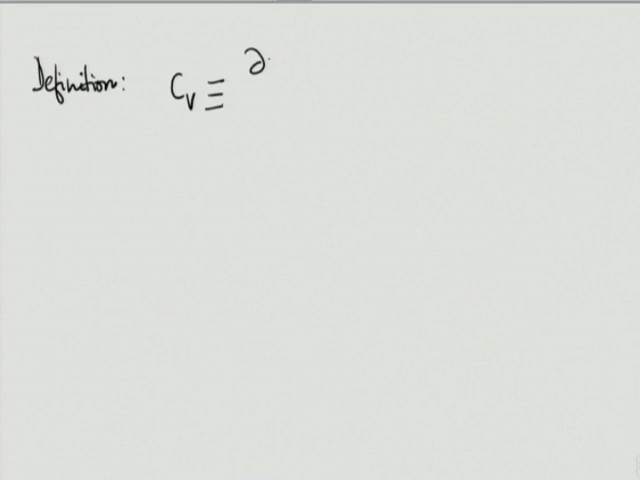 Definition: C_V ≡ ∂